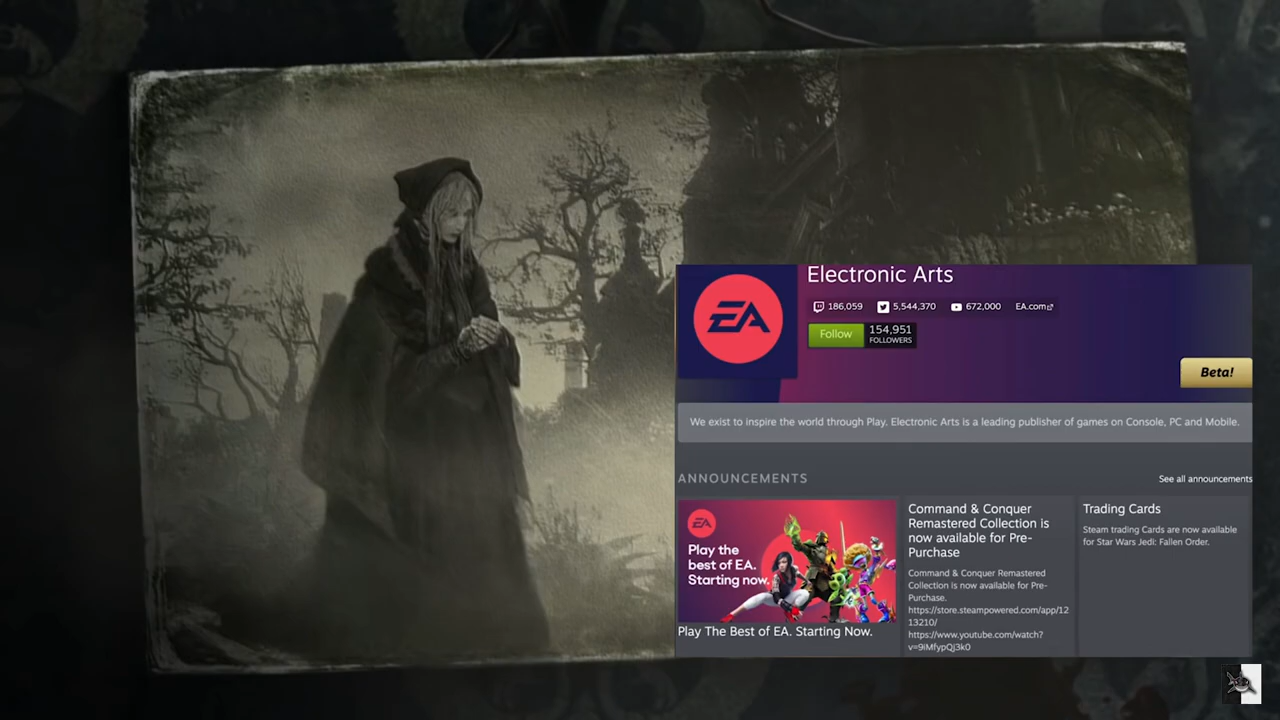 Electronic Arts
186,059 5,544,370 672,000 EA.com
Follow 154,951
FOLLOWERS
Beta!
We exist to inspire the world through Play. Electronic Arts is a leading publisher of games on Console, PC and Mobile.
ANNOUNCEMENTS See all announcements
EA
EA
Play the
best of EA.
Starting now.
Play The Best of EA. Starting Now.
Command & Conquer
Remastered Collection is
now available for Pre-
Purchase
Command & Conquer Remastered
Collection is now available for Pre-
Purchase.
https://store.steampowered.com/app/12
13210/
https://www.youtube.com/watch?
v=9iMfypQj3k0
Trading Cards
Steam trading Cards are now available
for Star Wars Jedi: Fallen Order.